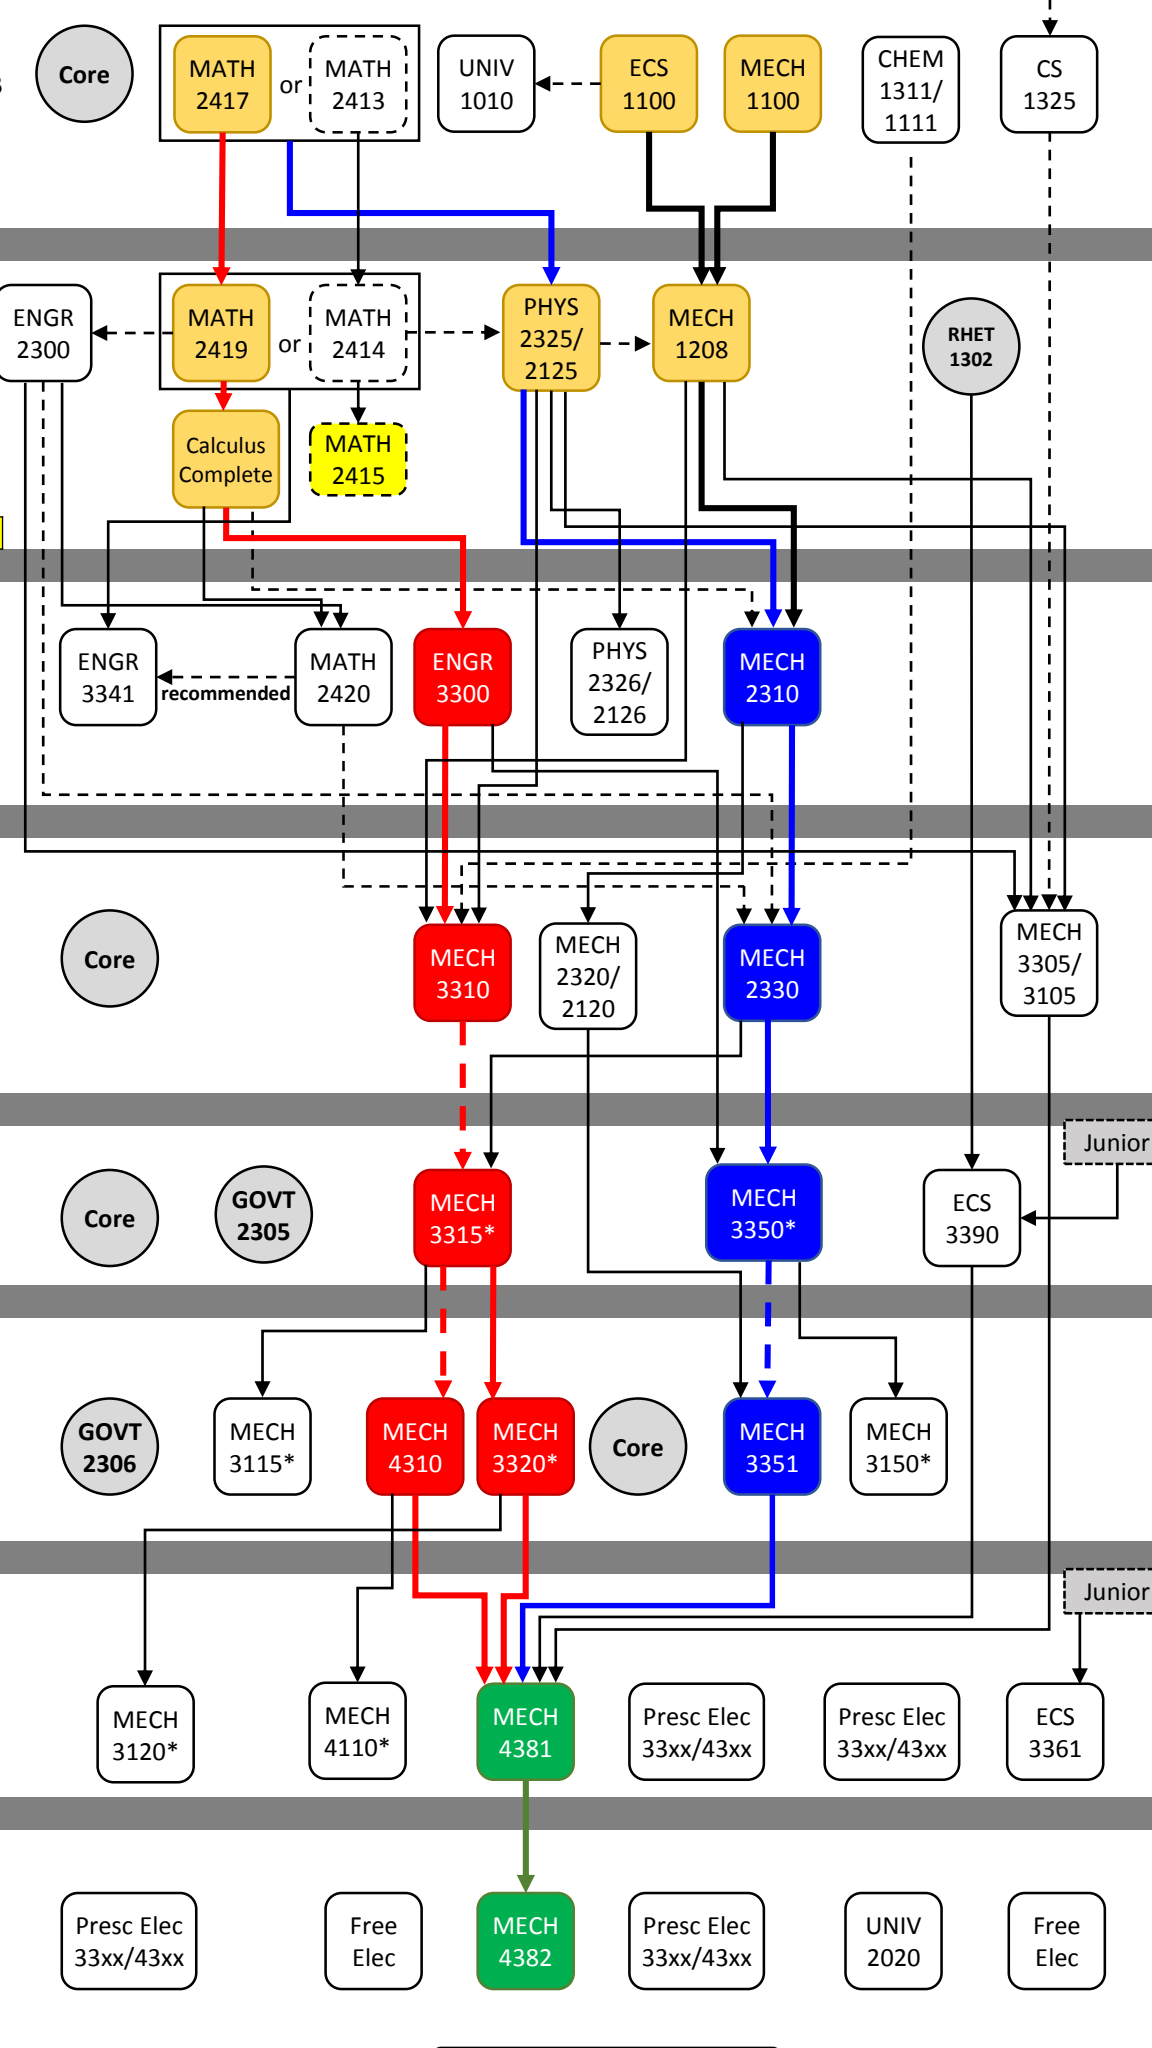 Core
MATH
2417
or
MATH
2413
UNIV
1010
ECS
1100
MECH
1100
CHEM
1311/
1111
CS
1325
ENGR
2300
MATH
2419
or
MATH
2414
PHYS
2325/
2125
MECH
1208
RHET
1302
Calculus
Complete
MATH
2415
ENGR
3341
recommended
MATH
2420
ENGR
3300
PHYS
2326/
2126
MECH
2310
Core
MECH
3310
MECH
2320/
2120
MECH
2330
MECH
3305/
3105
Junior
Core
GOVT
2305
MECH
3315*
MECH
3350*
ECS
3390
GOVT
2306
MECH
3115*
MECH
4310
MECH
3320*
Core
MECH
3351
MECH
3150*
Junior
MECH
3120*
MECH
4110*
MECH
4381
Presc Elec
33xx/43xx
Presc Elec
33xx/43xx
ECS
3361
Presc Elec
33xx/43xx
Free
Elec
MECH
4382
Presc Elec
33xx/43xx
UNIV
2020
Free
Elec